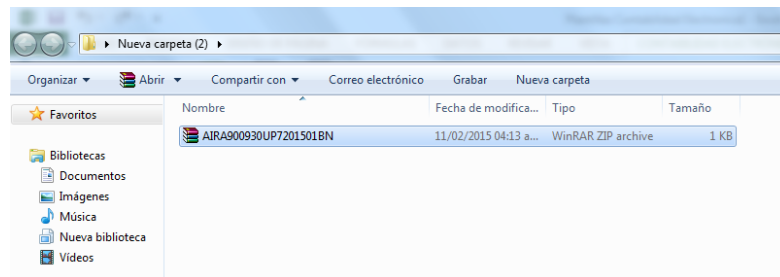 Nueva carpeta (2)
Organizar Abrir Compartir con Correo electrónico Grabar Nueva carpeta
Favoritos
Nombre Fecha de modifica... Tipo Tamaño
AIRA900930UP7201501BN 11/02/2015 04:13 a... WinRAR ZIP archive 1 KB
Bibliotecas
Documentos
Imágenes
Música
Nueva biblioteca
Vídeos